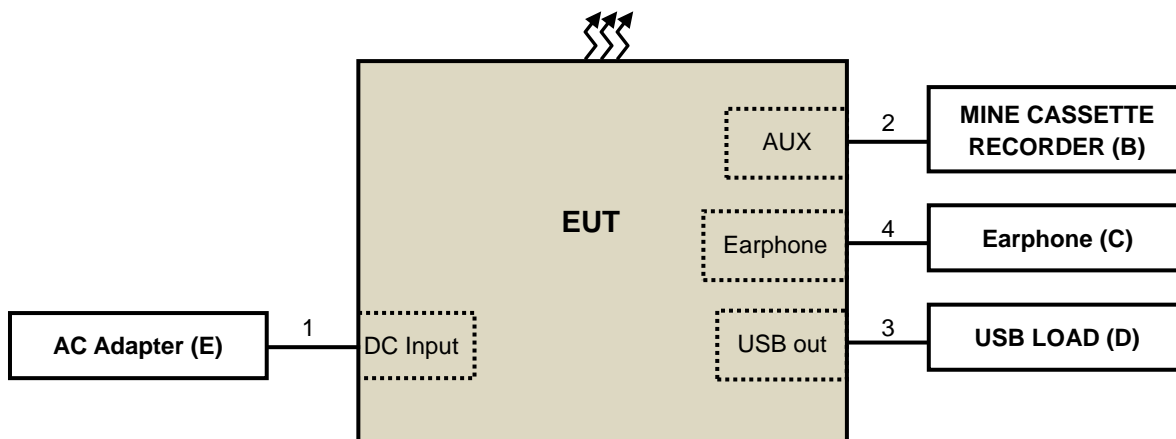 AUX
2
MINE CASSETTE
RECORDER (B)
EUT
Earphone
4
Earphone (C)
AC Adapter (E)
1
DC Input
USB out
3
USB LOAD (D)